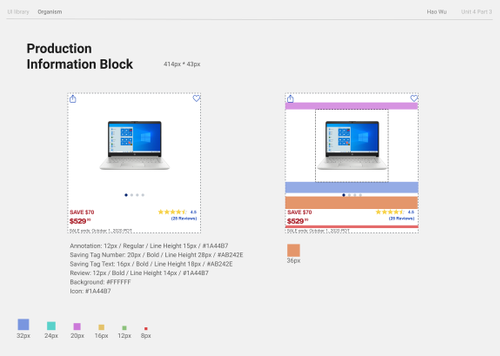 UI library Organism Hao Wu Unit 4 Part 2
Production
Information Block 414px * 43px
SAVE $70 4.6
$529.99 (25 Reviews)
SALE ends: October 1, 2020 PDT
SAVE $70 4.6
$529.99 (25 Reviews)
SALE ends: October 1, 2020 PDT
Annotation: 12px / Regular / Line Height 15px / #1A44B7
Saving Tag Number: 20px / Bold / Line Height 28px / #AB242E
Saving Tag Text: 16px / Bold / Line Height 18px / #AB242E
Review: 12px / Bold / Line Height 14px / #1A44B7
Background: #FFFFFF
Icon: #1A44B7
36px
32px 24px 20px 16px 12px 8px